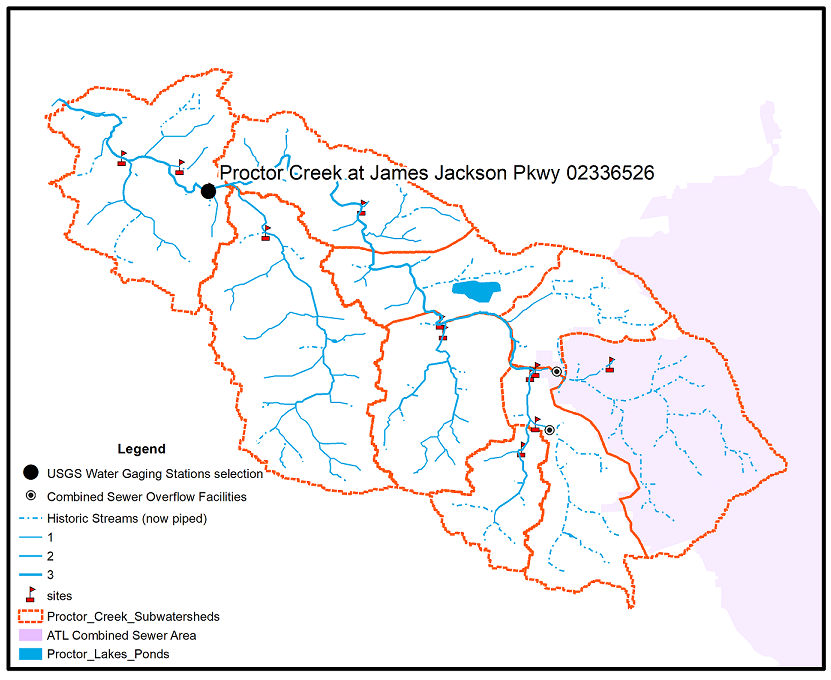 Proctor Creek at James Jackson Pkwy 02336526
Legend
USGS Water Gaging Stations selection
Combined Sewer Overflow Facilities
Historic Streams (now piped)
1
2
3
sites
Proctor_Creek_Subwatersheds
ATL Combined Sewer Area
Proctor_Lakes_Ponds